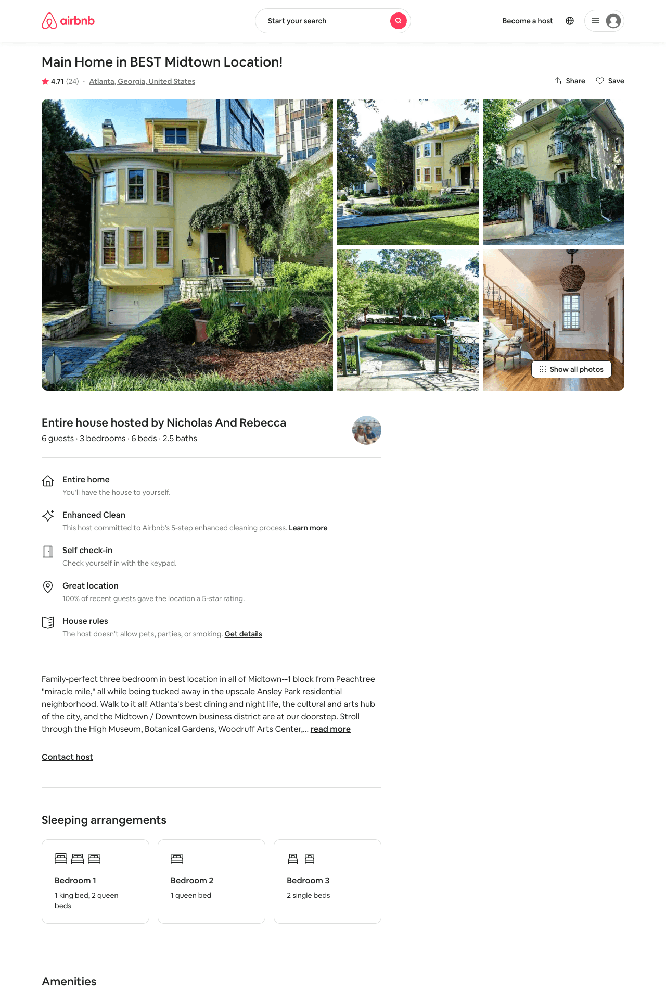 airbnb
Start your search
Become a host
Main Home in BEST Midtown Location!
4.71 (24) · Atlanta, Georgia, United States
Share
Save
Show all photos
Entire house hosted by Nicholas And Rebecca
6 guests · 3 bedrooms · 6 beds · 2.5 baths
Entire home
You’ll have the house to yourself.
Enhanced Clean
This host committed to Airbnb's 5-step enhanced cleaning process. Learn more
Self check-in
Check yourself in with the keypad.
Great location
100% of recent guests gave the location a 5-star rating.
House rules
The host doesn’t allow pets, parties, or smoking. Get details
Family-perfect three bedroom in best location in all of Midtown--1 block from Peachtree
"miracle mile," all while being tucked away in the upscale Ansley Park residential
neighborhood. Walk to it all! Atlanta's best dining and night life, the cultural and arts hub
of the city, and the Midtown / Downtown business district are at our doorstep. Stroll
through the High Museum, Botanical Gardens, Woodruff Arts Center,... read more
Contact host
Sleeping arrangements
Bedroom 1
1 king bed, 2 queen
beds
Bedroom 2
1 queen bed
Bedroom 3
2 single beds
Amenities